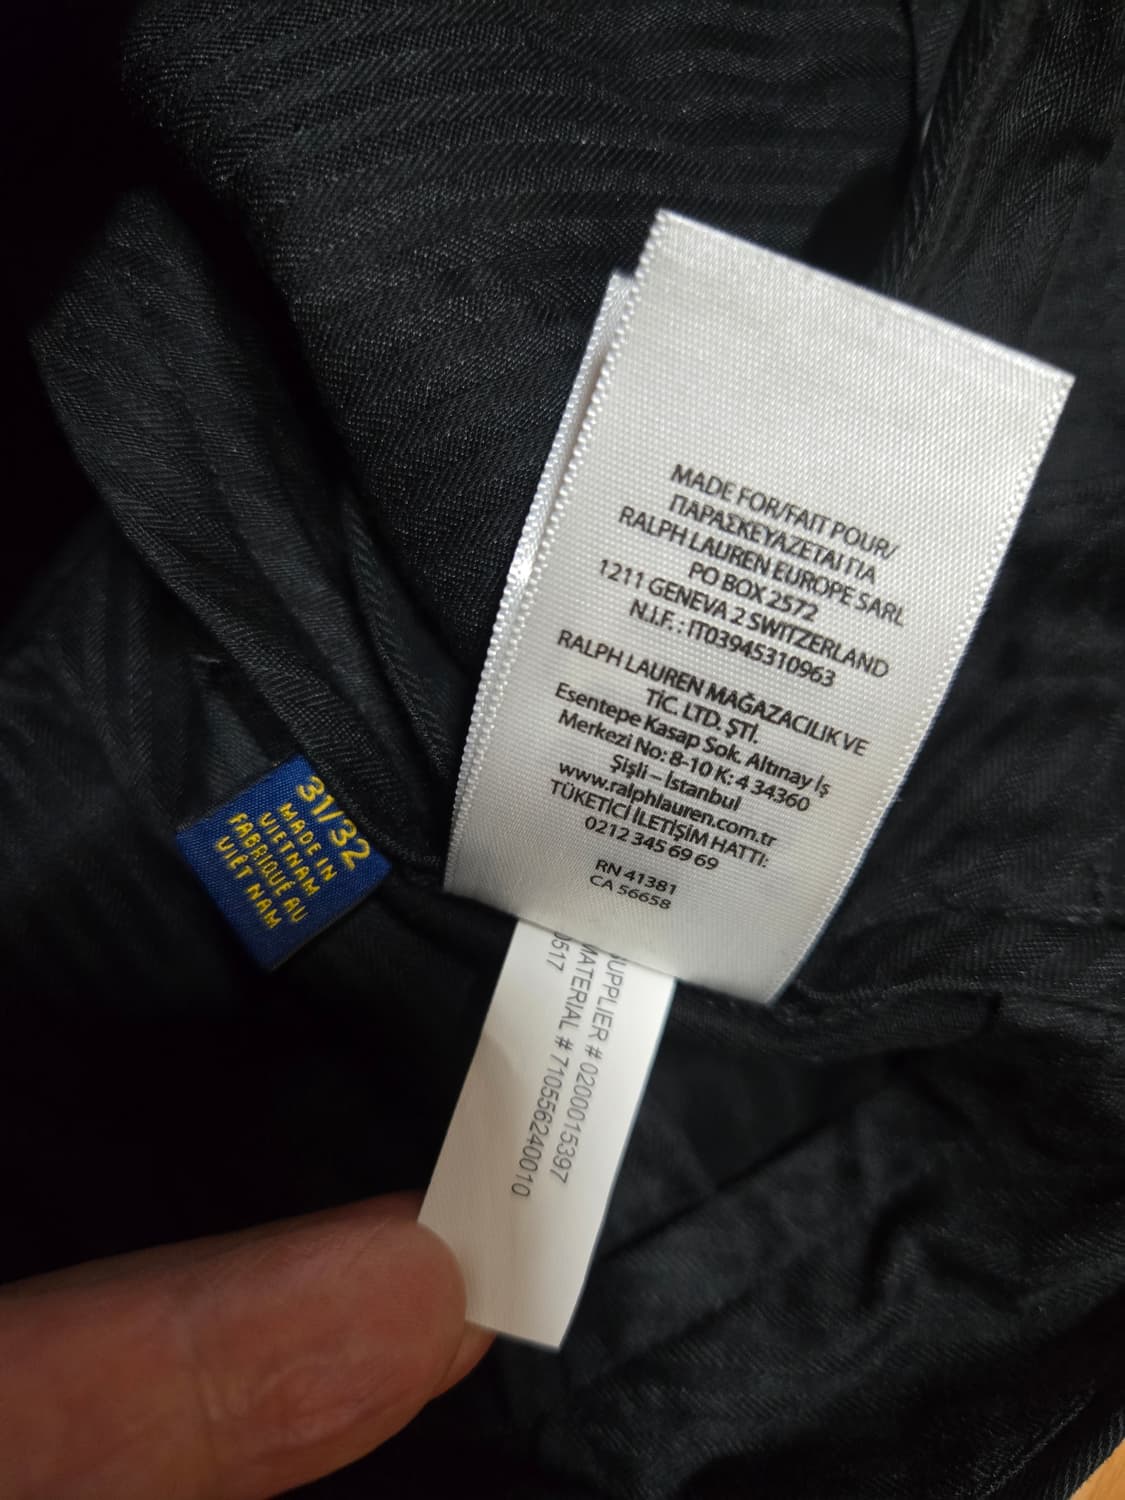 MADE FOR/FAIT POUR/
ΠΑΡΑΣΚΕΥΑΖΕΤΑΙ ΓΙΑ
RALPH LAUREN EUROPE SARL
PO BOX 2572
1211 GENEVA 2 SWITZERLAND
N.I.F. : IT03945310963
RALPH LAUREN MAĞAZACILIK VE
TİC. LTD. ŞTİ.
Esentepe Kasap Sok. Altınay İş
Merkezi No: 8-10 K: 4 34360
Şişli – İstanbul
www.ralphlauren.com.tr
TÜKETİCİ İLETİŞİM HATTI:
0212 345 69 69
RN 41381
CA 56658
31/32
MADE IN
VIETNAM
FABRIQUÉ AU
VIÊT NAM
SUPPLIER # 0200015397
MATERIAL # 710556240010
0517